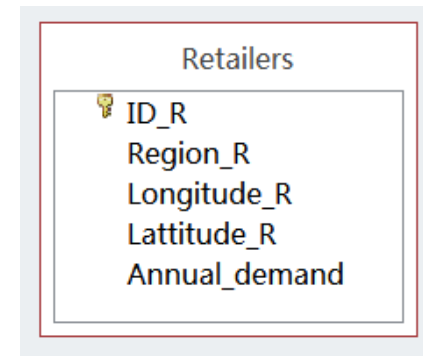 Retailers
ID_R
Region_R
Longitude_R
Lattitude_R
Annual_demand